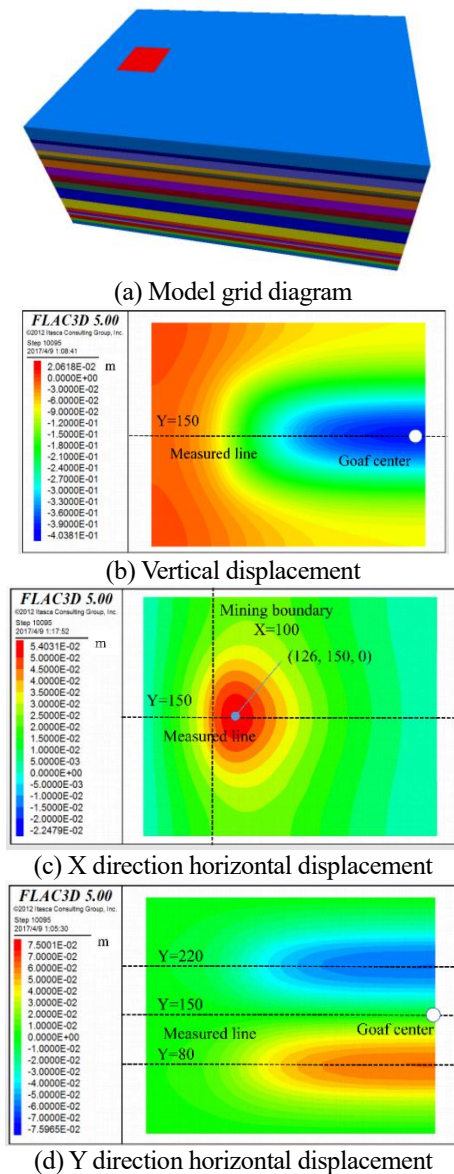 (a) Model grid diagram
FLAC3D 5.00
©2012 Itasca Consulting Group, Inc.
Step 10095
2017/4/9 1:08:41
2.0618E-02 m
0.0000E+00
-3.0000E-02
-6.0000E-02
-9.0000E-02
-1.2000E-01
-1.5000E-01
-1.8000E-01
-2.1000E-01
-2.4000E-01
-2.7000E-01
-3.0000E-01
-3.3000E-01
-3.6000E-01
-3.9000E-01
-4.0381E-01
Y=150
Measured line
Goaf center
(b) Vertical displacement
FLAC3D 5.00
©2012 Itasca Consulting Group, Inc.
Step 10095
2017/4/9 1:17:52
5.4031E-02 m
5.0000E-02
4.5000E-02
4.0000E-02
3.5000E-02
3.0000E-02
2.5000E-02
2.0000E-02
1.5000E-02
1.0000E-02
5.0000E-03
0.0000E+00
-5.0000E-03
-1.0000E-02
-1.5000E-02
-2.0000E-02
-2.2479E-02
Mining boundary
X=100
(126, 150, 0)
Y=150
Measured line
(c) X direction horizontal displacement
FLAC3D 5.00
©2012 Itasca Consulting Group, Inc.
Step 10095
2017/4/9 1:05:30
7.5001E-02 m
7.0000E-02
6.0000E-02
5.0000E-02
4.0000E-02
3.0000E-02
2.0000E-02
1.0000E-02
0.0000E+00
-1.0000E-02
-2.0000E-02
-3.0000E-02
-4.0000E-02
-5.0000E-02
-6.0000E-02
-7.0000E-02
-7.5965E-02
Y=220
Y=150
Measured line
Goaf center
Y=80
(d) Y direction horizontal displacement